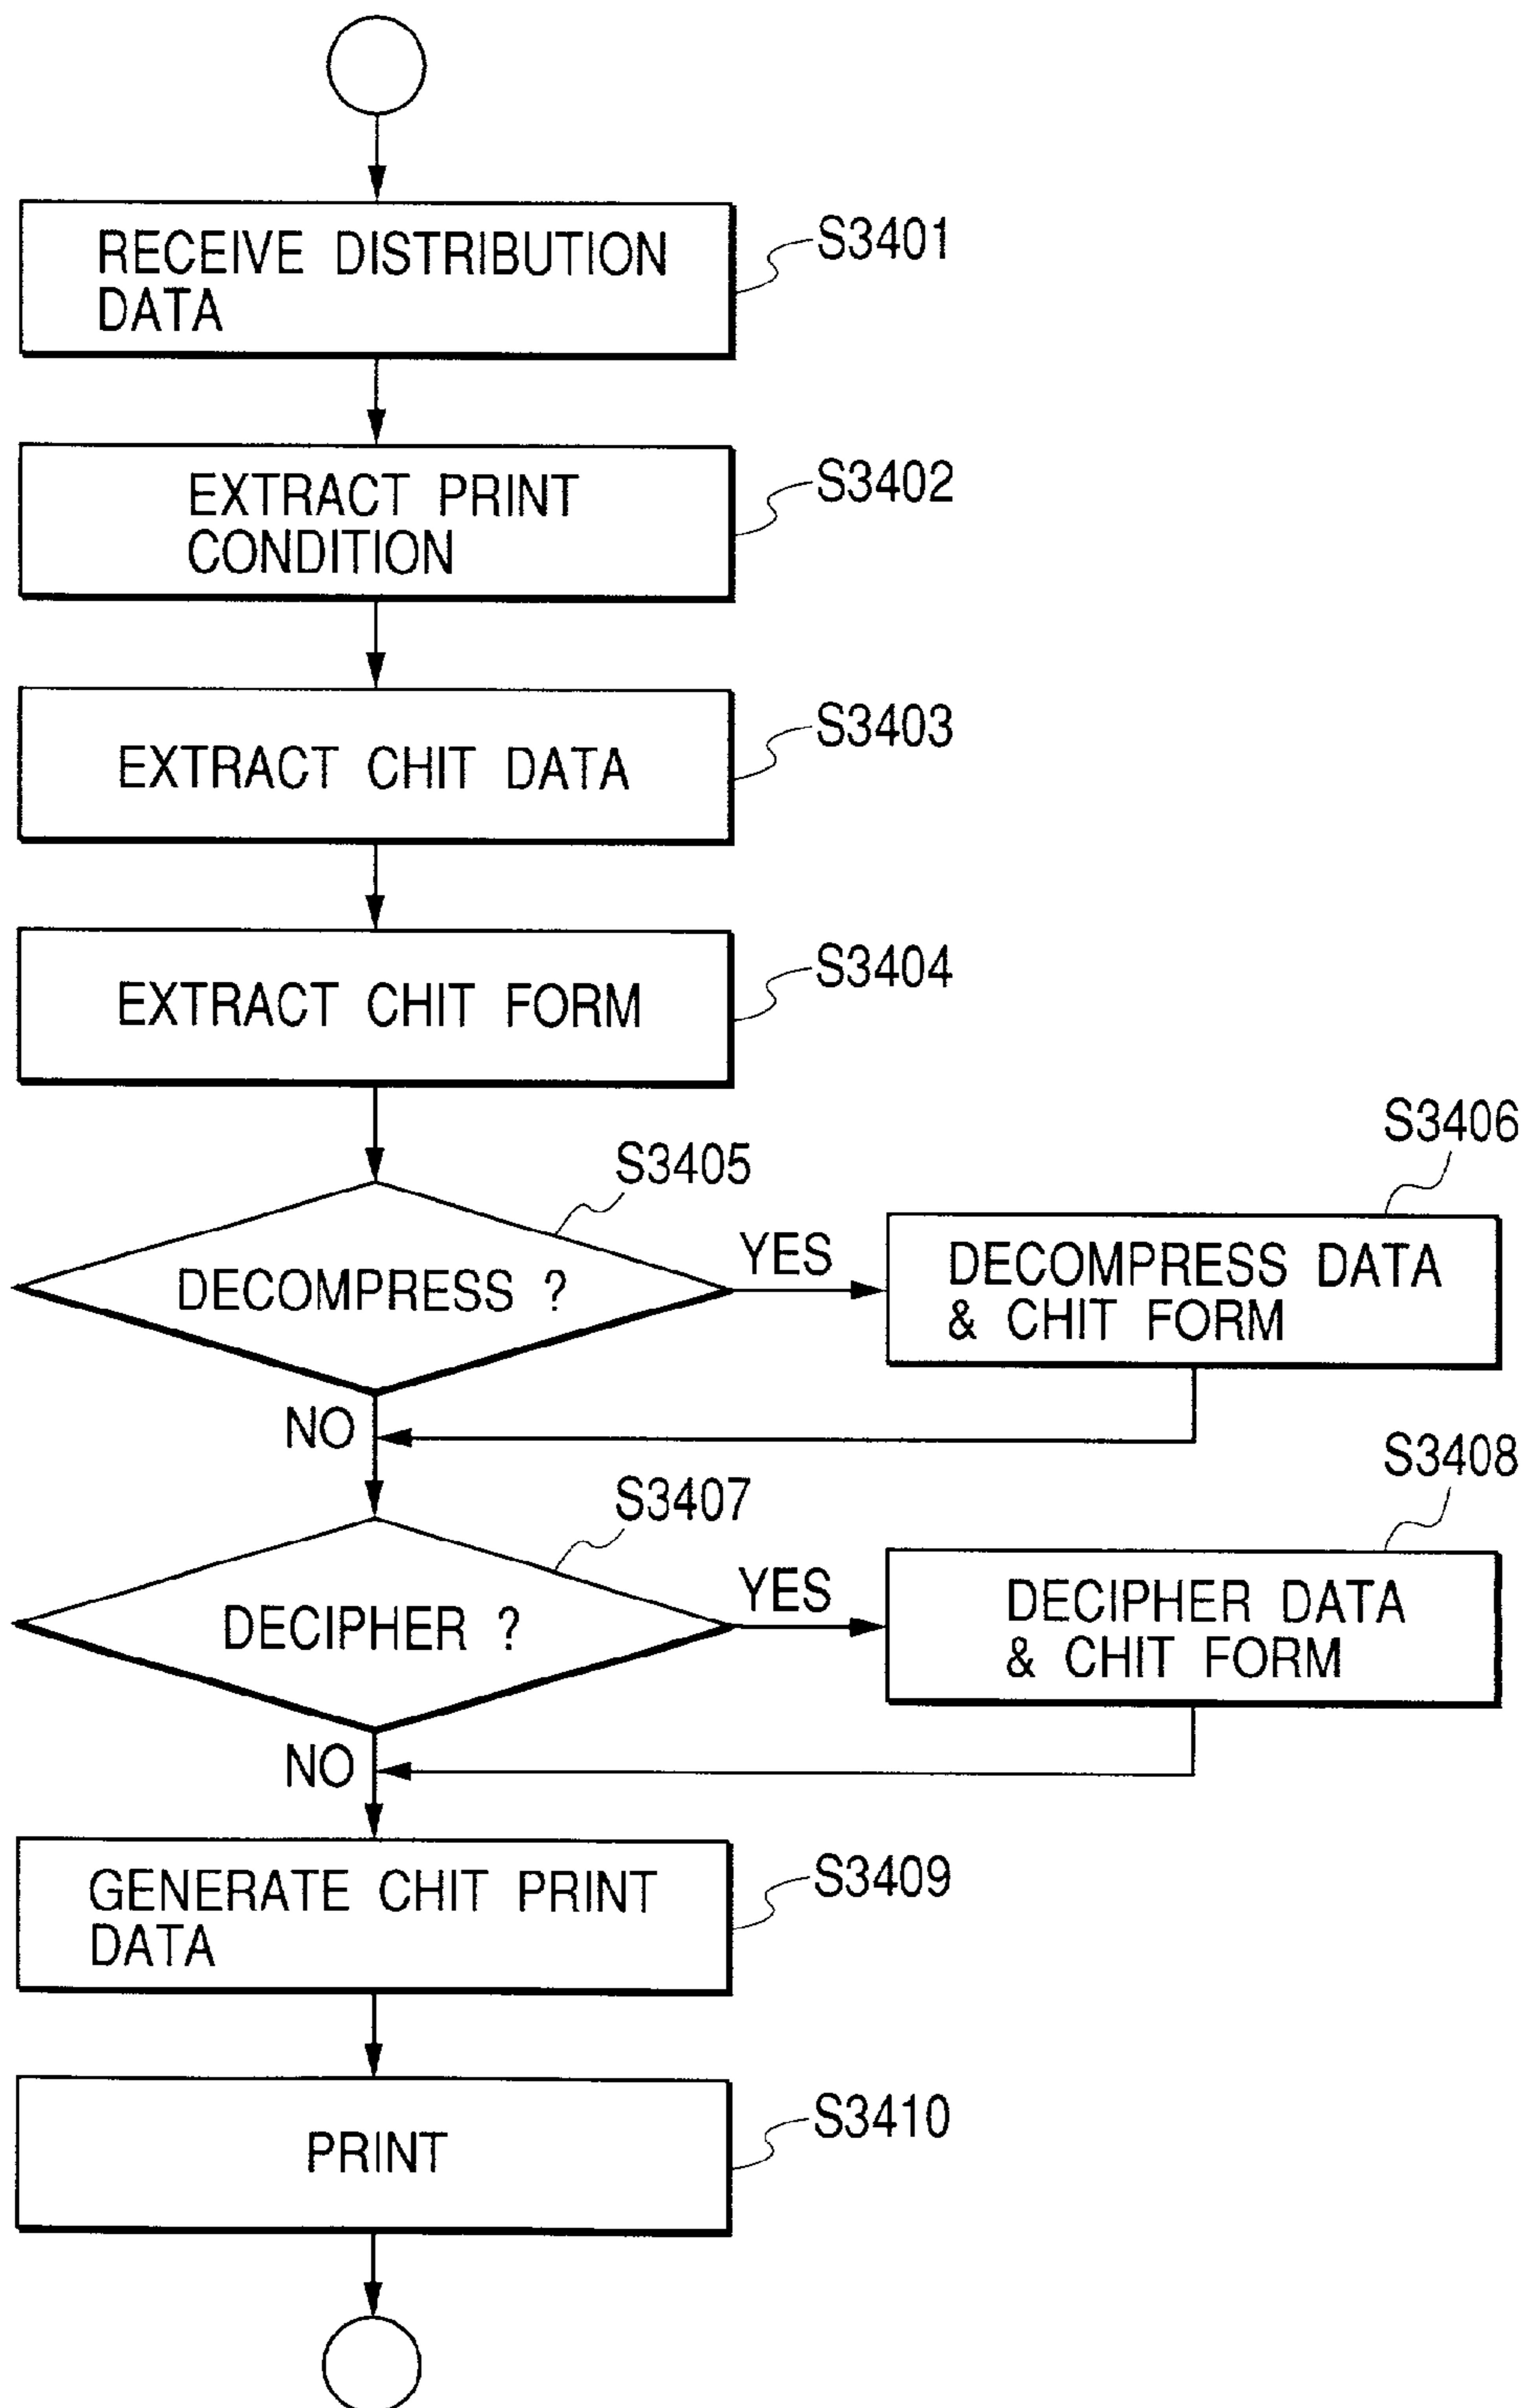 RECEIVE DISTRIBUTION
DATA
S3401
EXTRACT PRINT
CONDITION
S3402
EXTRACT CHIT DATA
S3403
EXTRACT CHIT FORM
S3404
S3405
DECOMPRESS ?
YES
S3406
DECOMPRESS DATA
& CHIT FORM
NO
S3407
DECIPHER ?
YES
S3408
DECIPHER DATA
& CHIT FORM
NO
GENERATE CHIT PRINT
DATA
S3409
PRINT
S3410